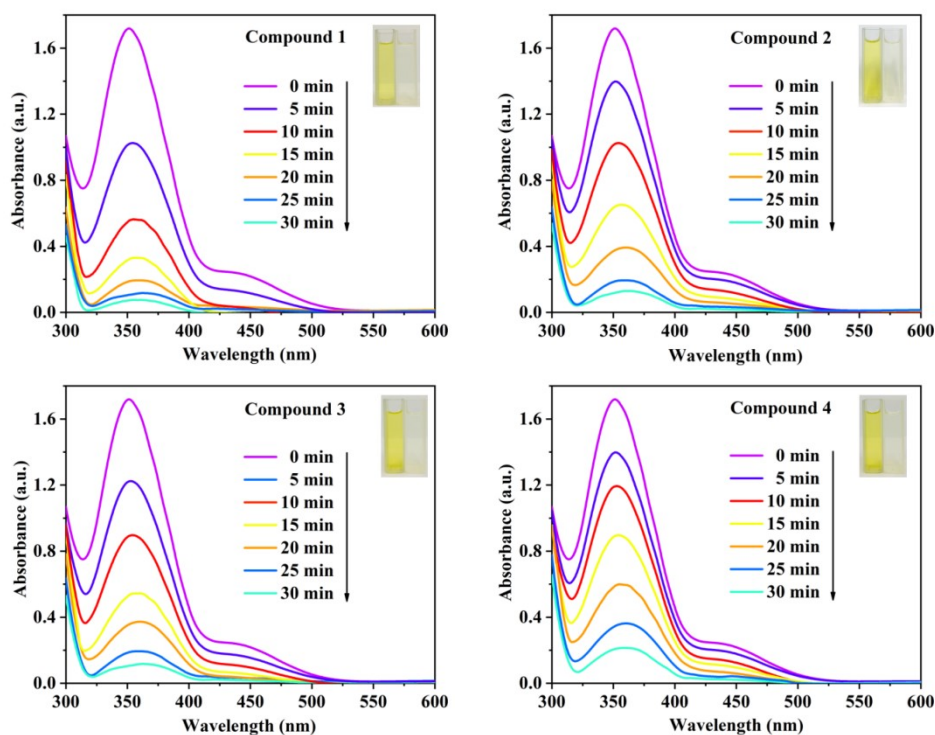 Compound 1
0 min
5 min
10 min
15 min
20 min
25 min
30 min
1.6
1.2
0.8
0.4
0.0
Absorbance (a.u.)
300 350 400 450 500 550 600
Wavelength (nm)
Compound 2
0 min
5 min
10 min
15 min
20 min
25 min
30 min
1.6
1.2
0.8
0.4
0.0
Absorbance (a.u.)
300 350 400 450 500 550 600
Wavelength (nm)
Compound 3
0 min
5 min
10 min
15 min
20 min
25 min
30 min
1.6
1.2
0.8
0.4
0.0
Absorbance (a.u.)
300 350 400 450 500 550 600
Wavelength (nm)
Compound 4
0 min
5 min
10 min
15 min
20 min
25 min
30 min
1.6
1.2
0.8
0.4
0.0
Absorbance (a.u.)
300 350 400 450 500 550 600
Wavelength (nm)